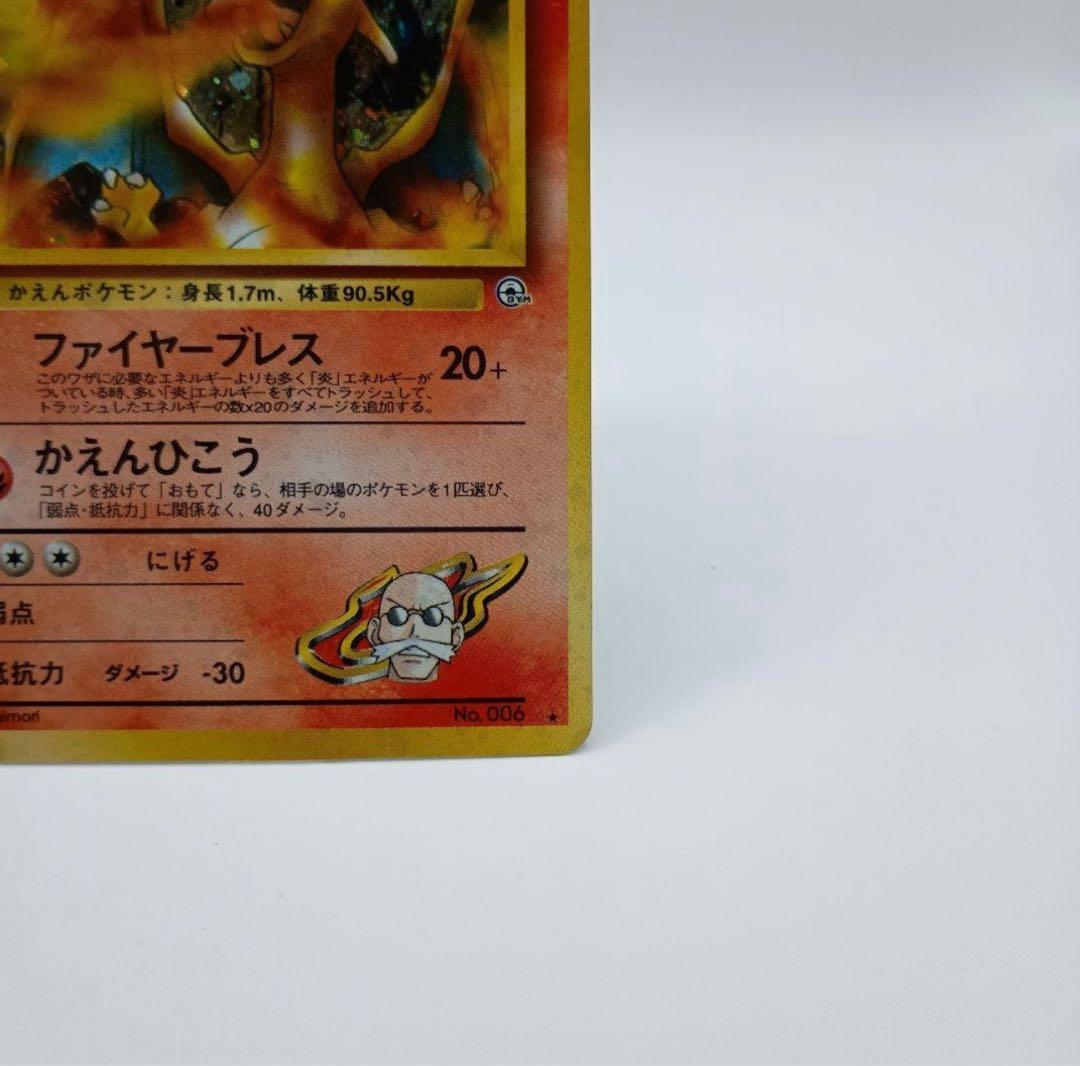 かえんポケモン：身長1.7m、体重90.5Kg
GYM
ファイヤーブレス 20+
このワザに必要なエネルギーよりも多く「炎」エネルギーが
ついている時、多い「炎」エネルギーをすべてトラッシュして、
トラッシュしたエネルギーの数×20のダメージを追加する。
かえんひこう
コインを投げて「おもて」なら、相手の場のポケモンを1匹選び、
「弱点・抵抗力」に関係なく、40ダメージ。
にげる
弱点
抵抗力 ダメージ -30
gimori No. 006 ★